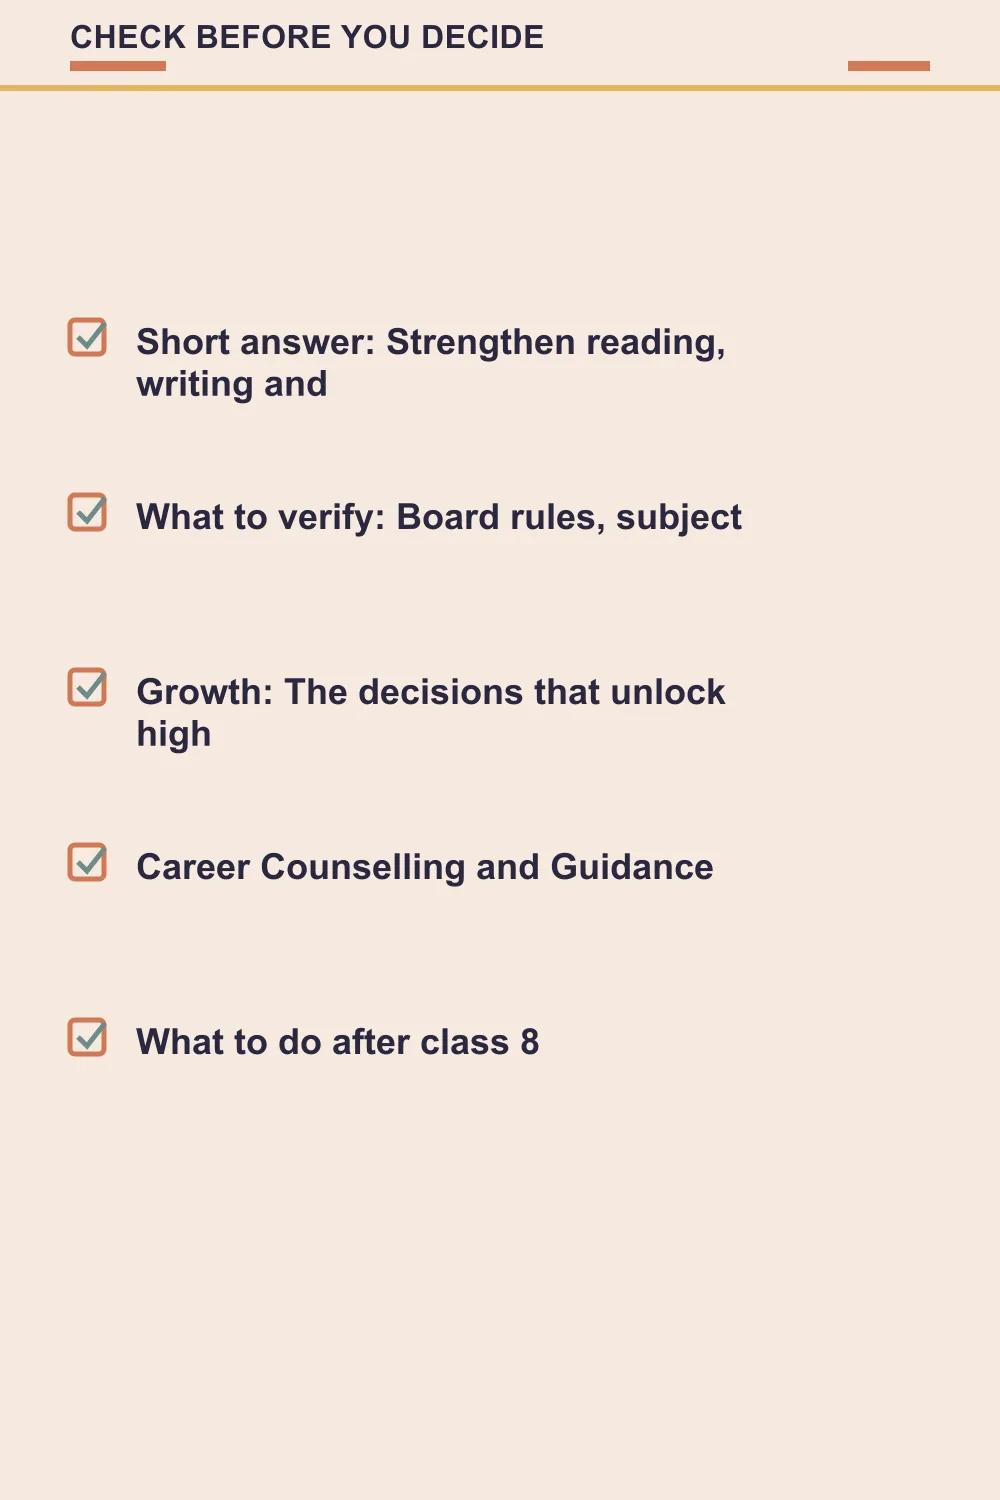 CHECK BEFORE YOU DECIDE
Short answer: Strengthen reading,
writing and
What to verify: Board rules, subject
Growth: The decisions that unlock
high
Career Counselling and Guidance
What to do after class 8